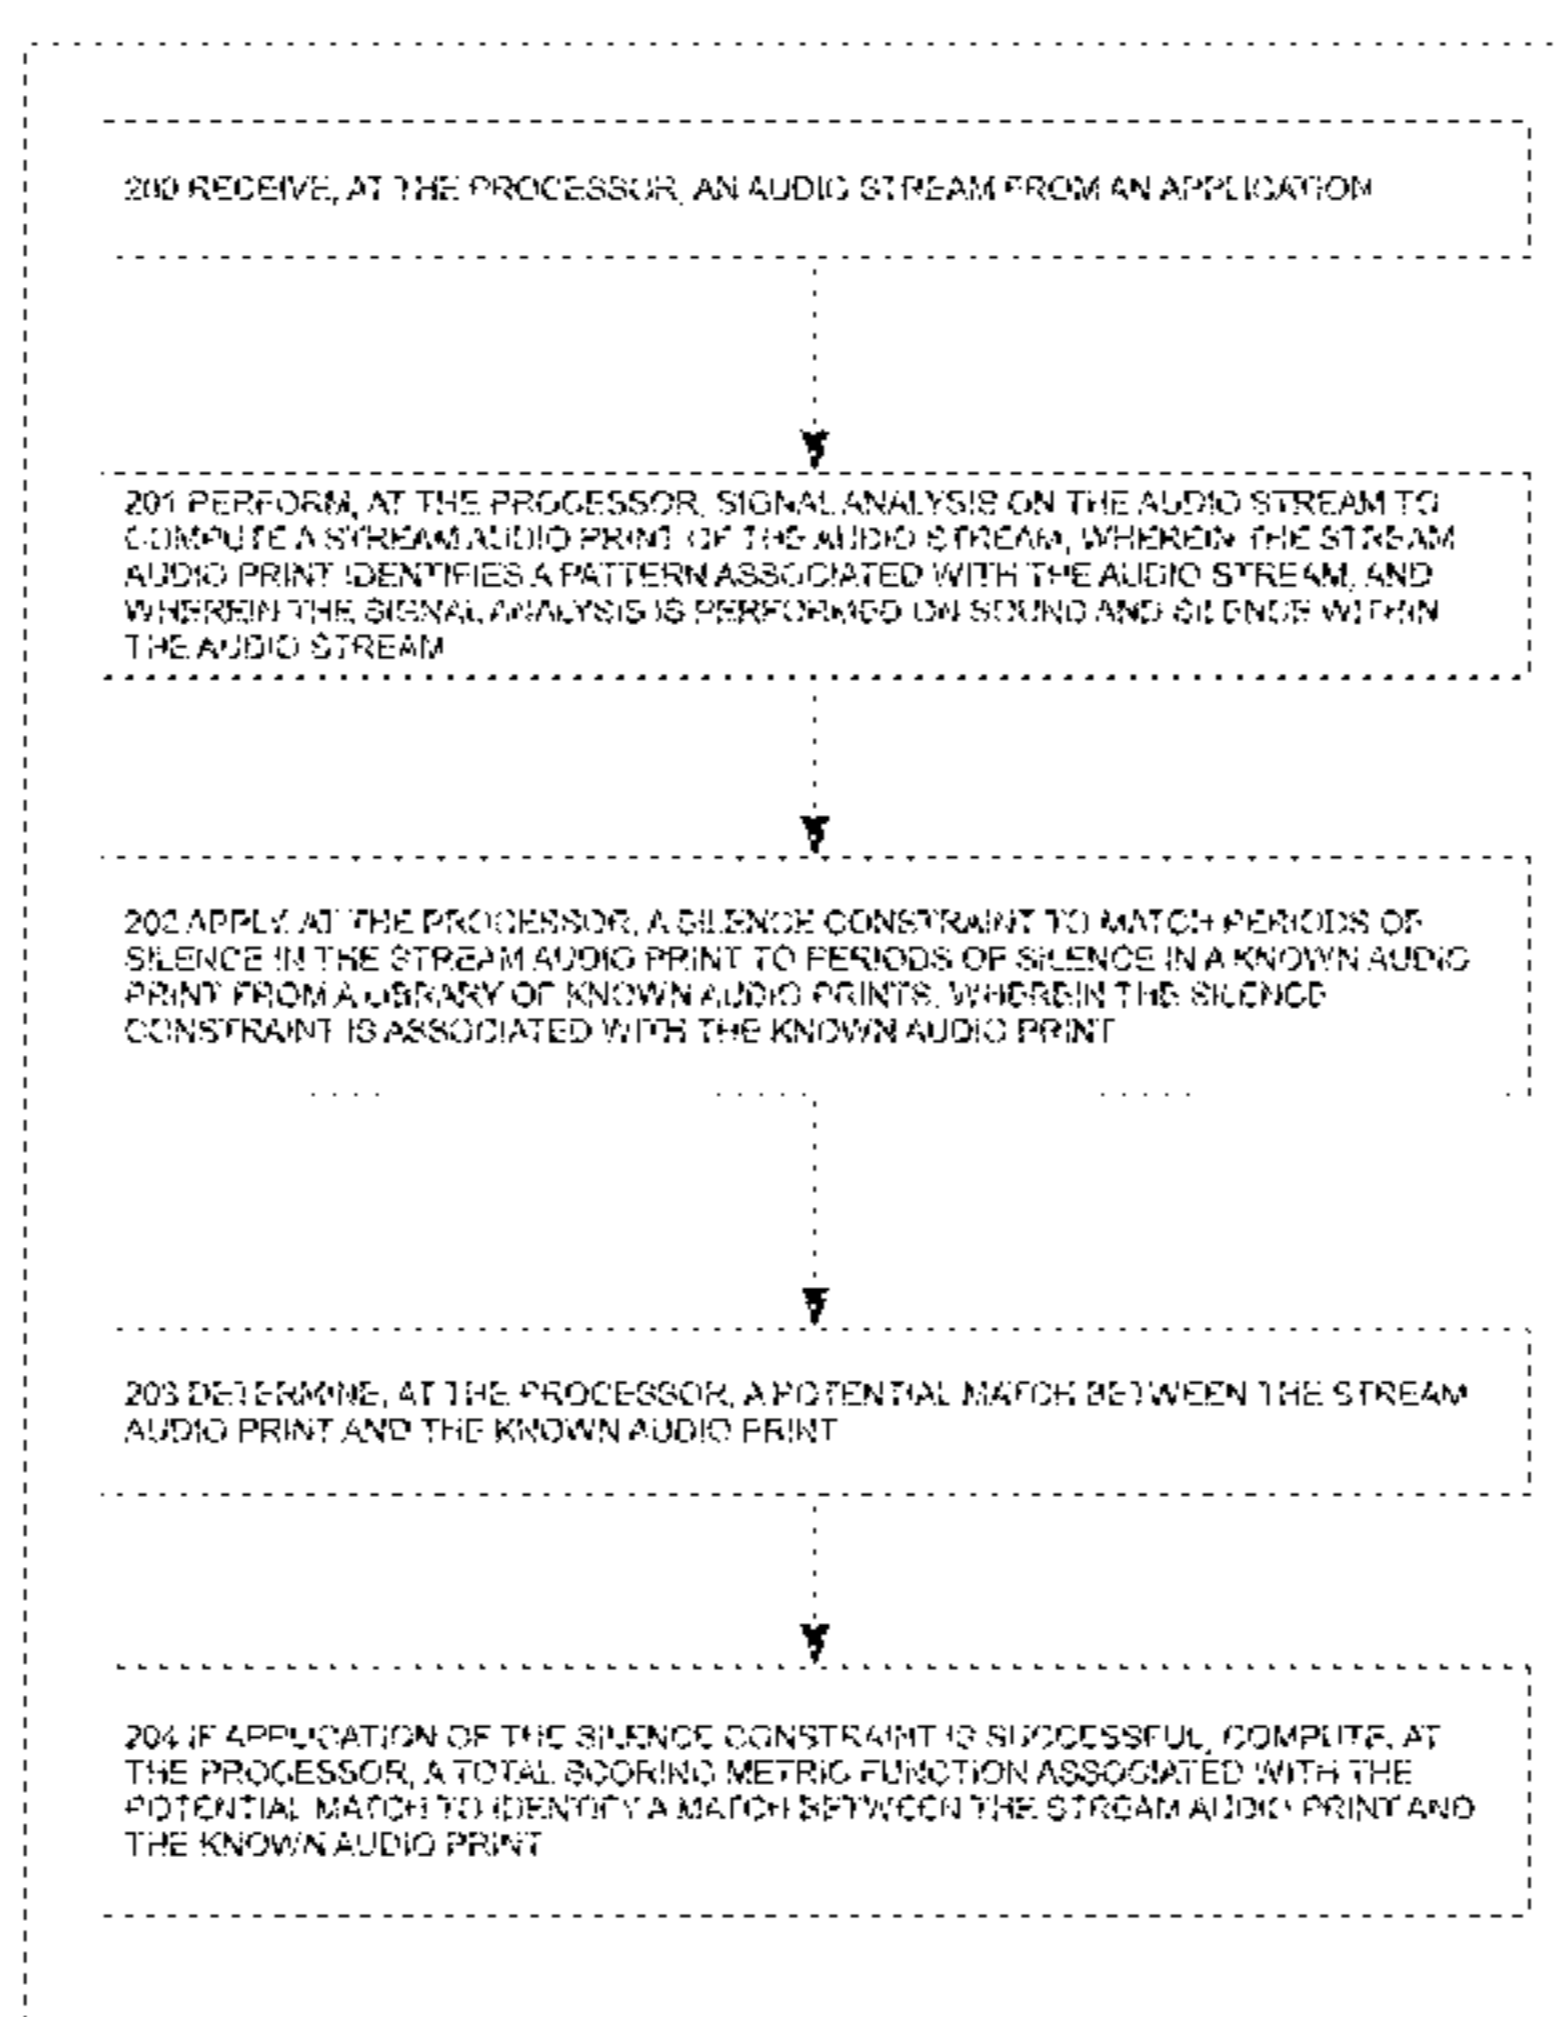 200 RECEIVE, AT THE PROCESSOR, AN AUDIO STREAM FROM AN APPLICATION
201 PERFORM, AT THE PROCESSOR, SIGNAL ANALYSIS ON THE AUDIO STREAM TO
COMPUTE A STREAM AUDIO PRINT OF THE AUDIO STREAM, WHEREIN THE STREAM
AUDIO PRINT IDENTIFIES A PATTERN ASSOCIATED WITH THE AUDIO STREAM, AND
WHEREIN THE SIGNAL ANALYSIS IS PERFORMED ON SOUND AND SILENCE WITHIN
THE AUDIO STREAM
202 APPLY, AT THE PROCESSOR, A SILENCE CONSTRAINT TO MATCH PERIODS OF
SILENCE IN THE STREAM AUDIO PRINT TO PERIODS OF SILENCE IN A KNOWN AUDIO
PRINT FROM A LIBRARY OF KNOWN AUDIO PRINTS, WHEREIN THE SILENCE
CONSTRAINT IS ASSOCIATED WITH THE KNOWN AUDIO PRINT
203 DETERMINE, AT THE PROCESSOR, A POTENTIAL MATCH BETWEEN THE STREAM
AUDIO PRINT AND THE KNOWN AUDIO PRINT
204 IF APPLICATION OF THE SILENCE CONSTRAINT IS SUCCESSFUL, COMPUTE, AT
THE PROCESSOR, A TOTAL SCORING METRIC FUNCTION ASSOCIATED WITH THE
POTENTIAL MATCH TO IDENTIFY A MATCH BETWEEN THE STREAM AUDIO PRINT AND
THE KNOWN AUDIO PRINT